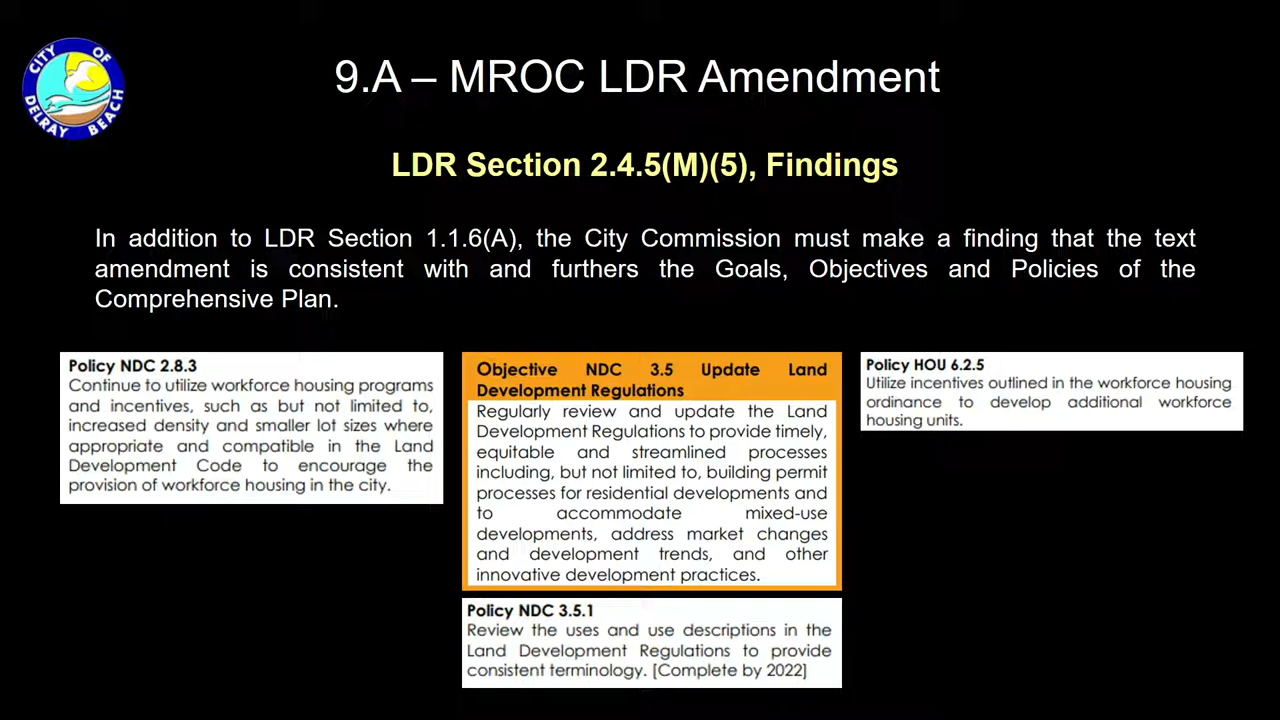 CITY OF
DELRAY BEACH
9.A – MROC LDR Amendment
LDR Section 2.4.5(M)(5), Findings
In addition to LDR Section 1.1.6(A), the City Commission must make a finding that the text
amendment is consistent with and furthers the Goals, Objectives and Policies of the
Comprehensive Plan.
Policy NDC 2.8.3
Continue to utilize workforce housing programs
and incentives, such as but not limited to,
increased density and smaller lot sizes where
appropriate and compatible in the Land
Development Code to encourage the
provision of workforce housing in the city.
Objective NDC 3.5 Update Land
Development Regulations
Regularly review and update the Land
Development Regulations to provide timely,
equitable and streamlined processes
including, but not limited to, building permit
processes for residential developments and
to accommodate mixed-use
developments, address market changes
and development trends, and other
innovative development practices.
Policy NDC 3.5.1
Review the uses and use descriptions in the
Land Development Regulations to provide
consistent terminology. [Complete by 2022]
Policy HOU 6.2.5
Utilize incentives outlined in the workforce housing
ordinance to develop additional workforce
housing units.